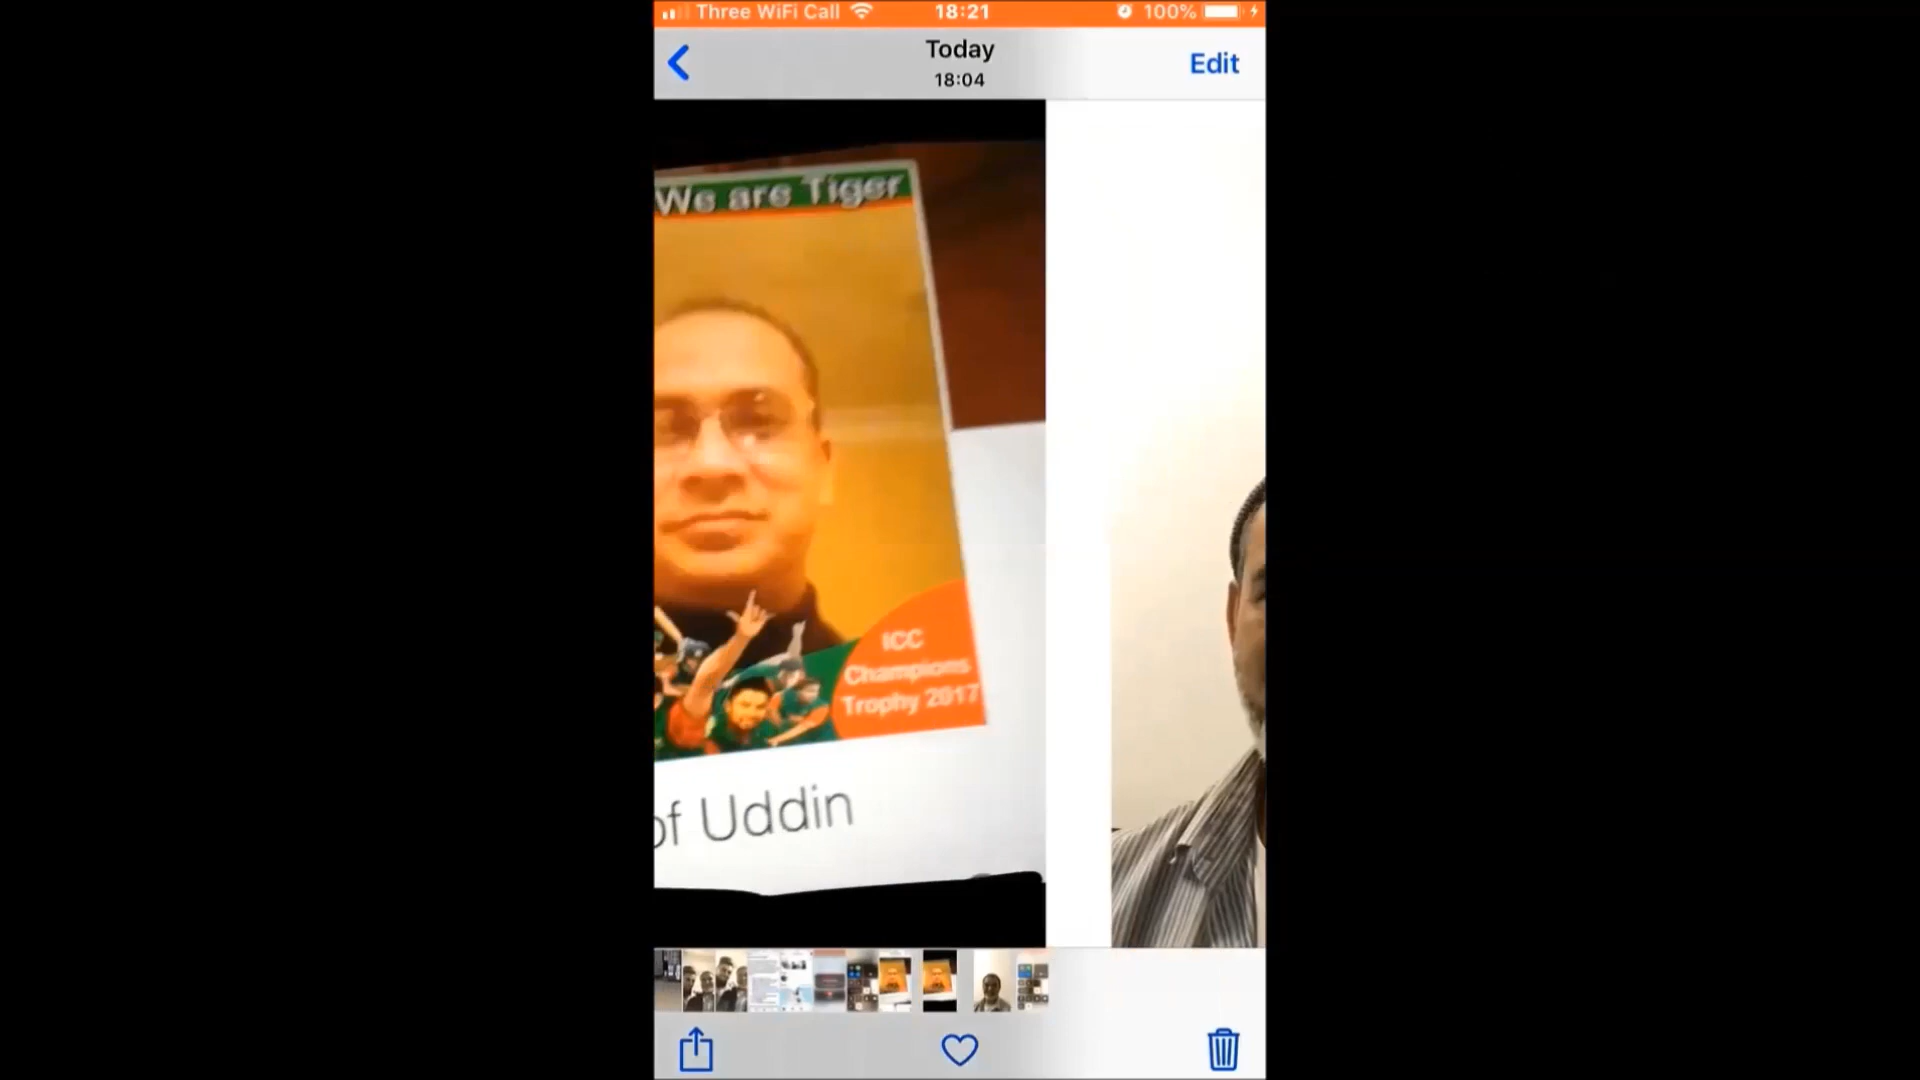 Three WiFi Call
18:21
100%
Today
18:04
Edit
We are Tiger
ICC
Champions
Trophy 2017
of Uddin